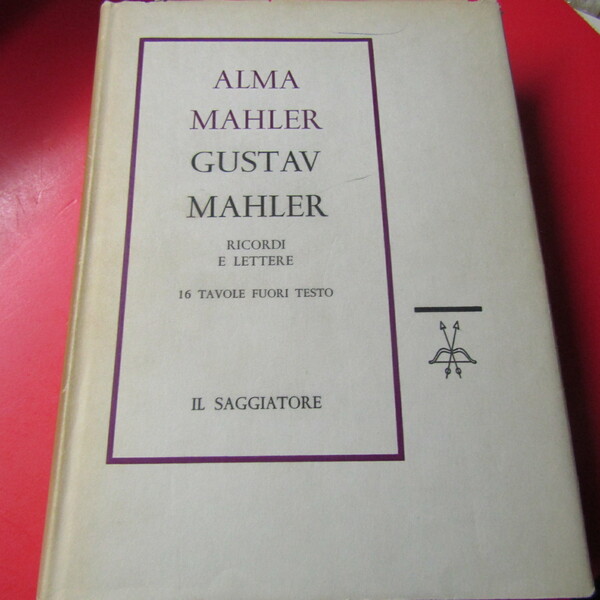 ALMA
MAHLER
GUSTAV
MAHLER
RICORDI
E LETTERE
16 TAVOLE FUORI TESTO
IL SAGGIATORE